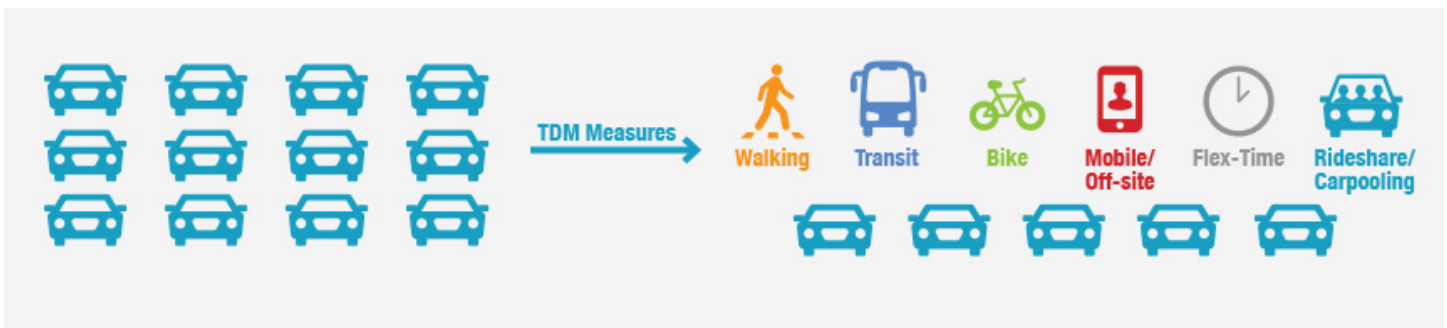 TDM Measures
Walking
Transit
Bike
Mobile/
Off-site
Flex-Time
Rideshare/
Carpooling